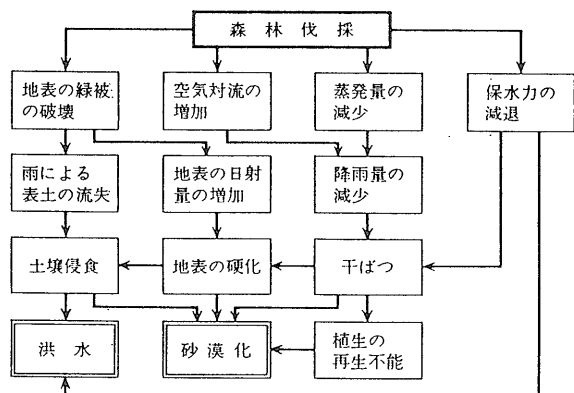 森林伐採
地表の緑被
の破壊
空気対流の
増加
蒸発量の
減少
保水力の
減退
雨による
表土の流失
地表の日射
量の増加
降雨量の
減少
土壌侵食
地表の硬化
干ばつ
洪水
砂漠化
植生の
再生不能